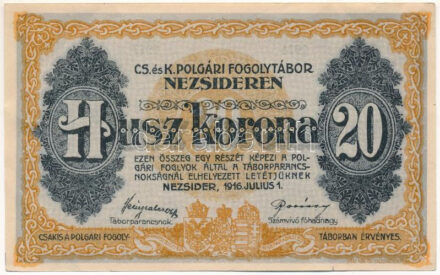 CS. és K. POLGÁRI FOGOLYTÁBOR
NEZSIDEREN
Husz Korona 20
EZEN ÖSSZEG EGY RÉSZÉT KÉPEZI A POL-
GÁRI FOGLYOK ÁLTAL A TÁBORPARANCS-
NOKSÁGNÁL ELHELYEZETT LETÉTJÜKNEK
NEZSIDER, 1916. JULIUS 1.
Táborparancsnok Számvivő főhadnagy
CSAKIS A POLGÁRI FOGOLY- TÁBORBAN ÉRVÉNYES.